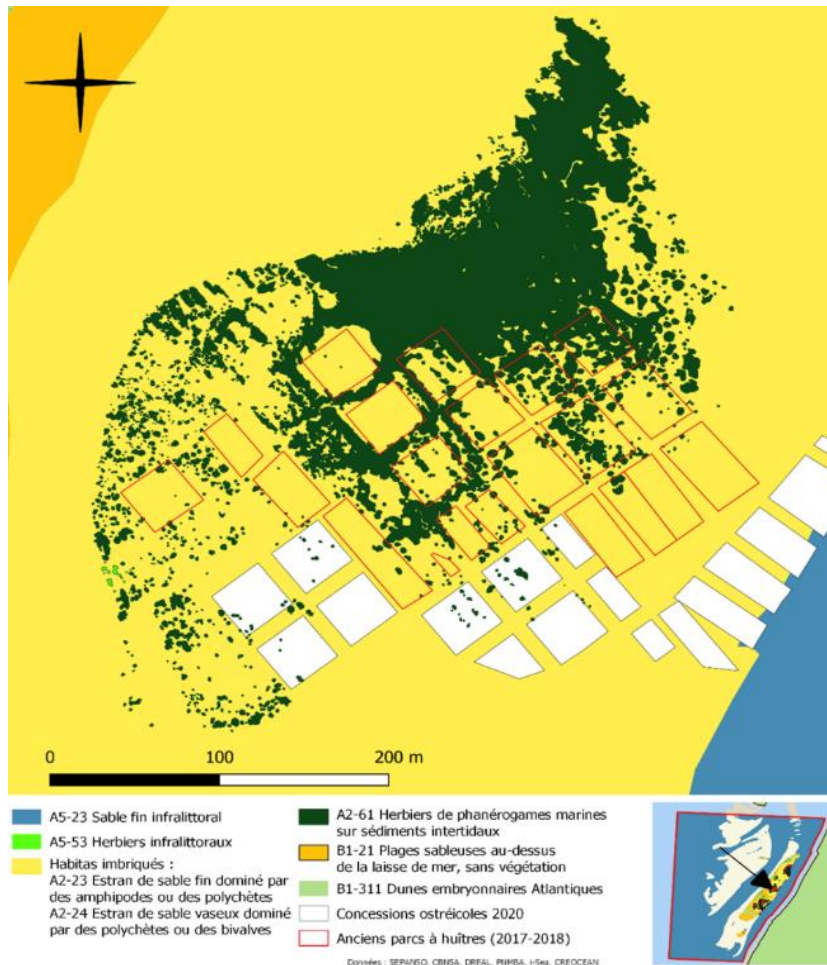 0 100 200 m
A5-23 Sable fin infralittoral
A5-53 Herbiers infralittoraux
Habitas imbriqués :
A2-23 Estran de sable fin dominé par
des amphipodes ou des polychètes
A2-24 Estran de sable vaseux dominé
par des polychètes ou des bivalves
A2-61 Herbiers de phanérogames marines
sur sédiments intertidaux
B1-21 Plages sableuses au-dessus
de la laisse de mer, sans végétation
B1-311 Dunes embryonnaires Atlantiques
Concessions ostréicoles 2020
Anciens parcs à huîtres (2017-2018)
Données : SEPANSO, CBNSA, DREAL, PNMBA, i-Sea, CREOCEAN